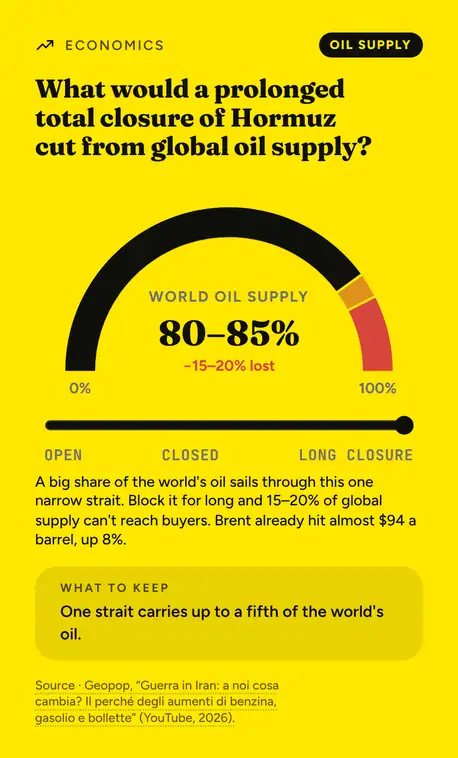 ECONOMICS
OIL SUPPLY
What would a prolonged
total closure of Hormuz
cut from global oil supply?
WORLD OIL SUPPLY
80–85%
~15–20% lost
0%
100%
OPEN
CLOSED
LONG CLOSURE
A big share of the world's oil sails through this one
narrow strait. Block it for long and 15–20% of global
supply can't reach buyers. Brent already hit almost $94 a
barrel, up 8%.
WHAT TO KEEP
One strait carries up to a fifth of the world's
oil.
Source · Geopop, “Guerra in Iran: a noi cosa
cambia? Il perché degli aumenti di benzina,
gasolio e bollette” (YouTube, 2026).